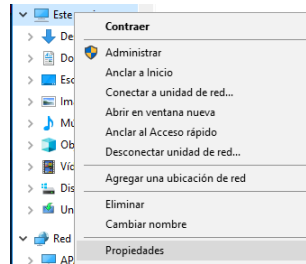 Este
Contraer
De
Administrar
Do
Anclar a Inicio
Esc
Conectar a unidad de red...
Im
Abrir en ventana nueva
Mú
Anclar al Acceso rápido
Ob
Desconectar unidad de red...
Víc
Agregar una ubicación de red
Dis
Un
Eliminar
Cambiar nombre
Red
Propiedades
AP